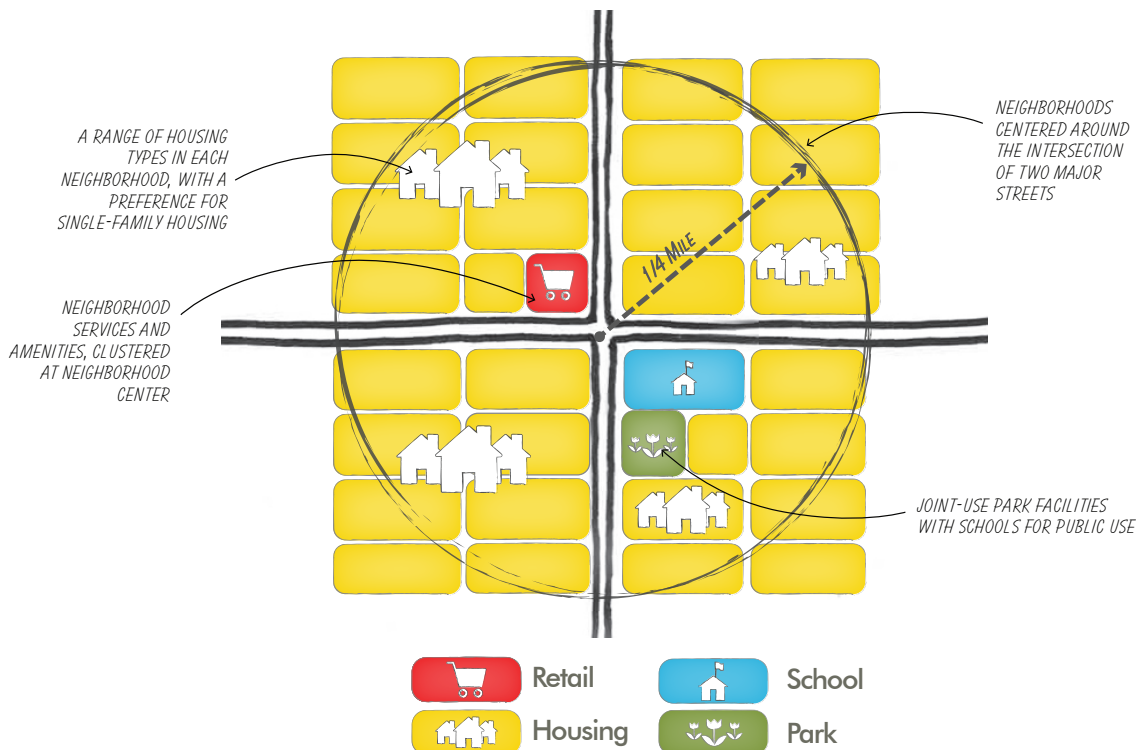 A RANGE OF HOUSING
TYPES IN EACH
NEIGHBORHOOD, WITH A
PREFERENCE FOR
SINGLE-FAMILY HOUSING
NEIGHBORHOODS
CENTERED AROUND
THE INTERSECTION
OF TWO MAJOR
STREETS
1/4 MILE
NEIGHBORHOOD
SERVICES AND
AMENITIES, CLUSTERED
AT NEIGHBORHOOD
CENTER
JOINT-USE PARK FACILITIES
WITH SCHOOLS FOR PUBLIC USE
Retail
School
Housing
Park